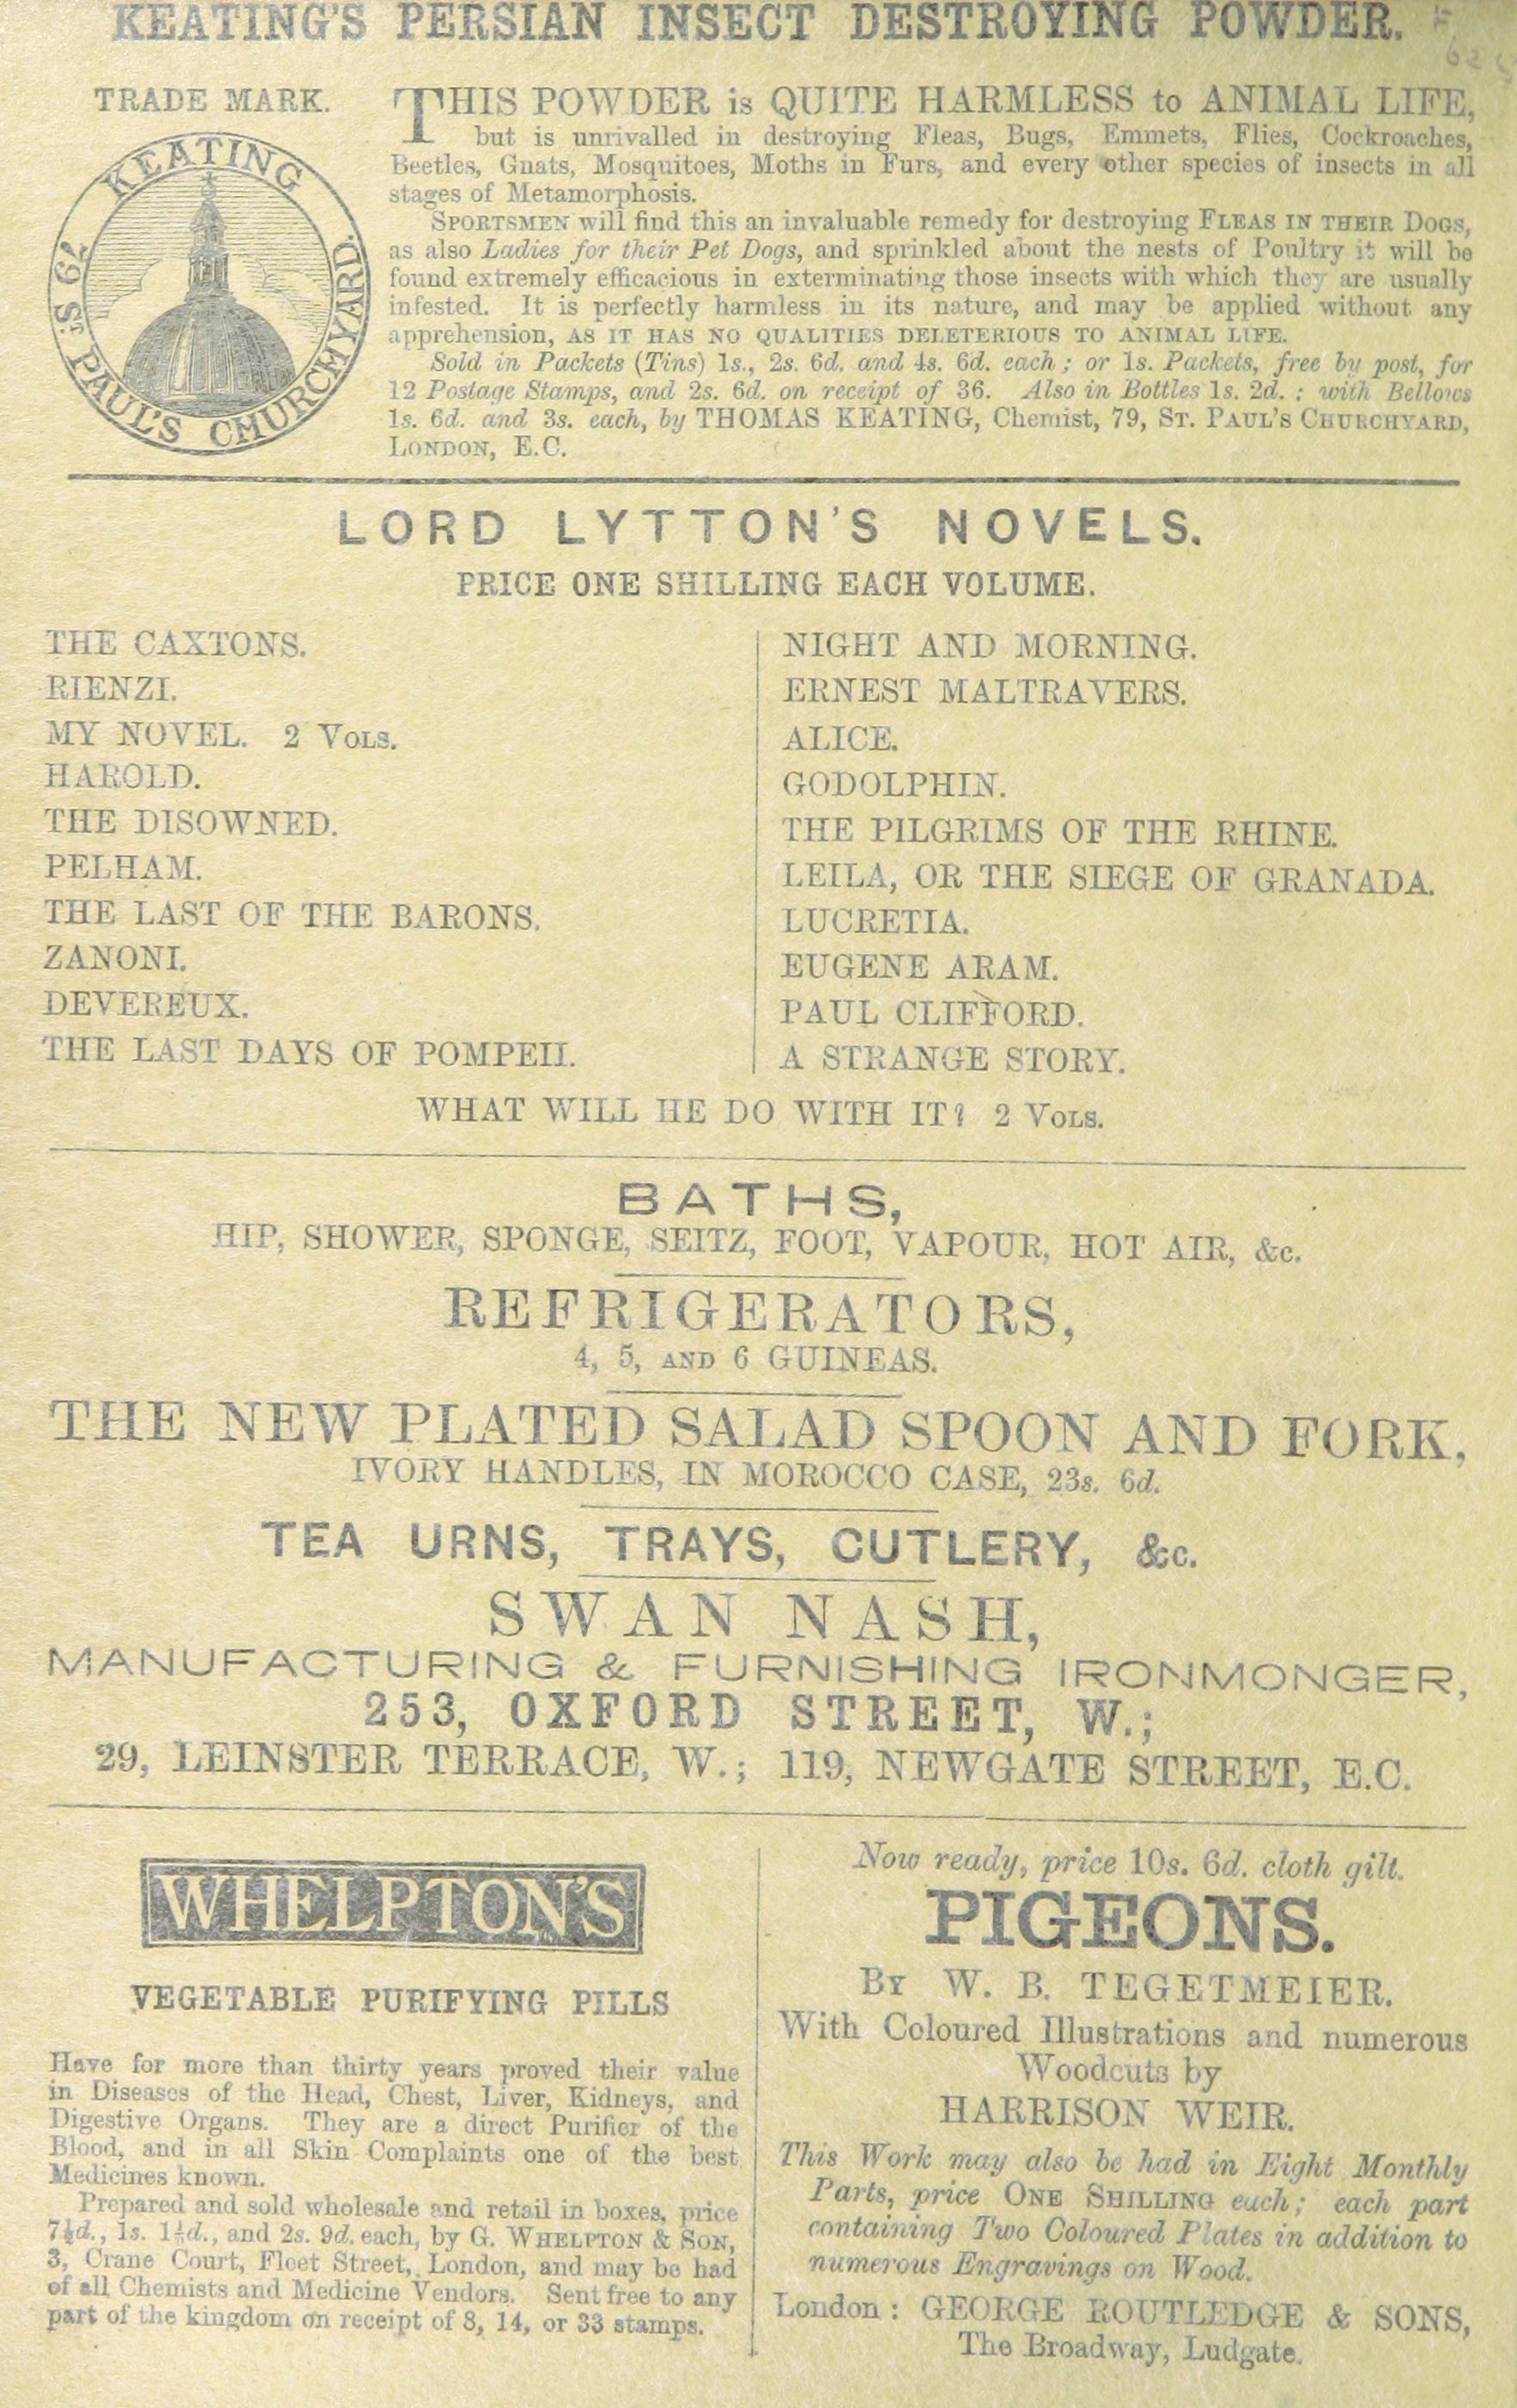 KEATING'S PERSIAN INSECT DESTROYING POWDER.
TRADE MARK.
KEATING
79 St. PAUL'S CHURCHYARD.
THIS POWDER is QUITE HARMLESS to ANIMAL LIFE,
but is unrivalled in destroying Fleas, Bugs, Emmets, Flies, Cockroaches,
Beetles, Gnats, Mosquitoes, Moths in Furs, and every other species of insects in all
stages of Metamorphosis.
SPORTSMEN will find this an invaluable remedy for destroying FLEAS IN THEIR DOGS,
as also Ladies for their Pet Dogs, and sprinkled about the nests of Poultry it will be
found extremely efficacious in exterminating those insects with which they are usually
infested. It is perfectly harmless in its nature, and may be applied without any
apprehension, AS IT HAS NO QUALITIES DELETERIOUS TO ANIMAL LIFE.
Sold in Packets (Tins) 1s., 2s. 6d. and 4s. 6d. each; or 1s. Packets, free by post, for
12 Postage Stamps, and 2s. 6d. on receipt of 36. Also in Bottles 1s. 2d.: with Bellows
1s. 6d. and 3s. each, by THOMAS KEATING, Chemist, 79, ST. PAUL'S CHURCHYARD,
LONDON, E.C.
LORD LYTTON'S NOVELS.
PRICE ONE SHILLING EACH VOLUME.
THE CAXTONS.
RIENZI.
MY NOVEL. 2 VOLS.
HAROLD.
THE DISOWNED.
PELHAM.
THE LAST OF THE BARONS.
ZANONI.
DEVEREUX.
THE LAST DAYS OF POMPEII.
NIGHT AND MORNING.
ERNEST MALTRAVERS.
ALICE.
GODOLPHIN.
THE PILGRIMS OF THE RHINE.
LEILA, OR THE SIEGE OF GRANADA.
LUCRETIA.
EUGENE ARAM.
PAUL CLIFFORD.
A STRANGE STORY.
WHAT WILL HE DO WITH IT? 2 VOLS.
BATHS,
HIP, SHOWER, SPONGE, SEITZ, FOOT, VAPOUR, HOT AIR, &c.
REFRIGERATORS,
4, 5, AND 6 GUINEAS.
THE NEW PLATED SALAD SPOON AND FORK,
IVORY HANDLES, IN MOROCCO CASE, 23s. 6d.
TEA URNS, TRAYS, CUTLERY, &c.
SWAN NASH,
MANUFACTURING & FURNISHING IRONMONGER,
253, OXFORD STREET, W.;
29, LEINSTER TERRACE, W.; 119, NEWGATE STREET, E.C.
WHELPTON'S
VEGETABLE PURIFYING PILLS
Have for more than thirty years proved their value
in Diseases of the Head, Chest, Liver, Kidneys, and
Digestive Organs. They are a direct Purifier of the
Blood, and in all Skin Complaints one of the best
Medicines known.
Prepared and sold wholesale and retail in boxes, price
7½d., 1s. 1½d., and 2s. 9d. each, by G. WHELPTON & SON,
3, Crane Court, Fleet Street, London, and may be had
of all Chemists and Medicine Vendors. Sent free to any
part of the kingdom on receipt of 8, 14, or 33 stamps.
Now ready, price 10s. 6d. cloth gilt.
PIGEONS.
BY W. B. TEGETMEIER.
With Coloured Illustrations and numerous
Woodcuts by
HARRISON WEIR.
This Work may also be had in Eight Monthly
Parts, price ONE SHILLING each; each part
containing Two Coloured Plates in addition to
numerous Engravings on Wood.
London: GEORGE ROUTLEDGE & SONS,
The Broadway, Ludgate.